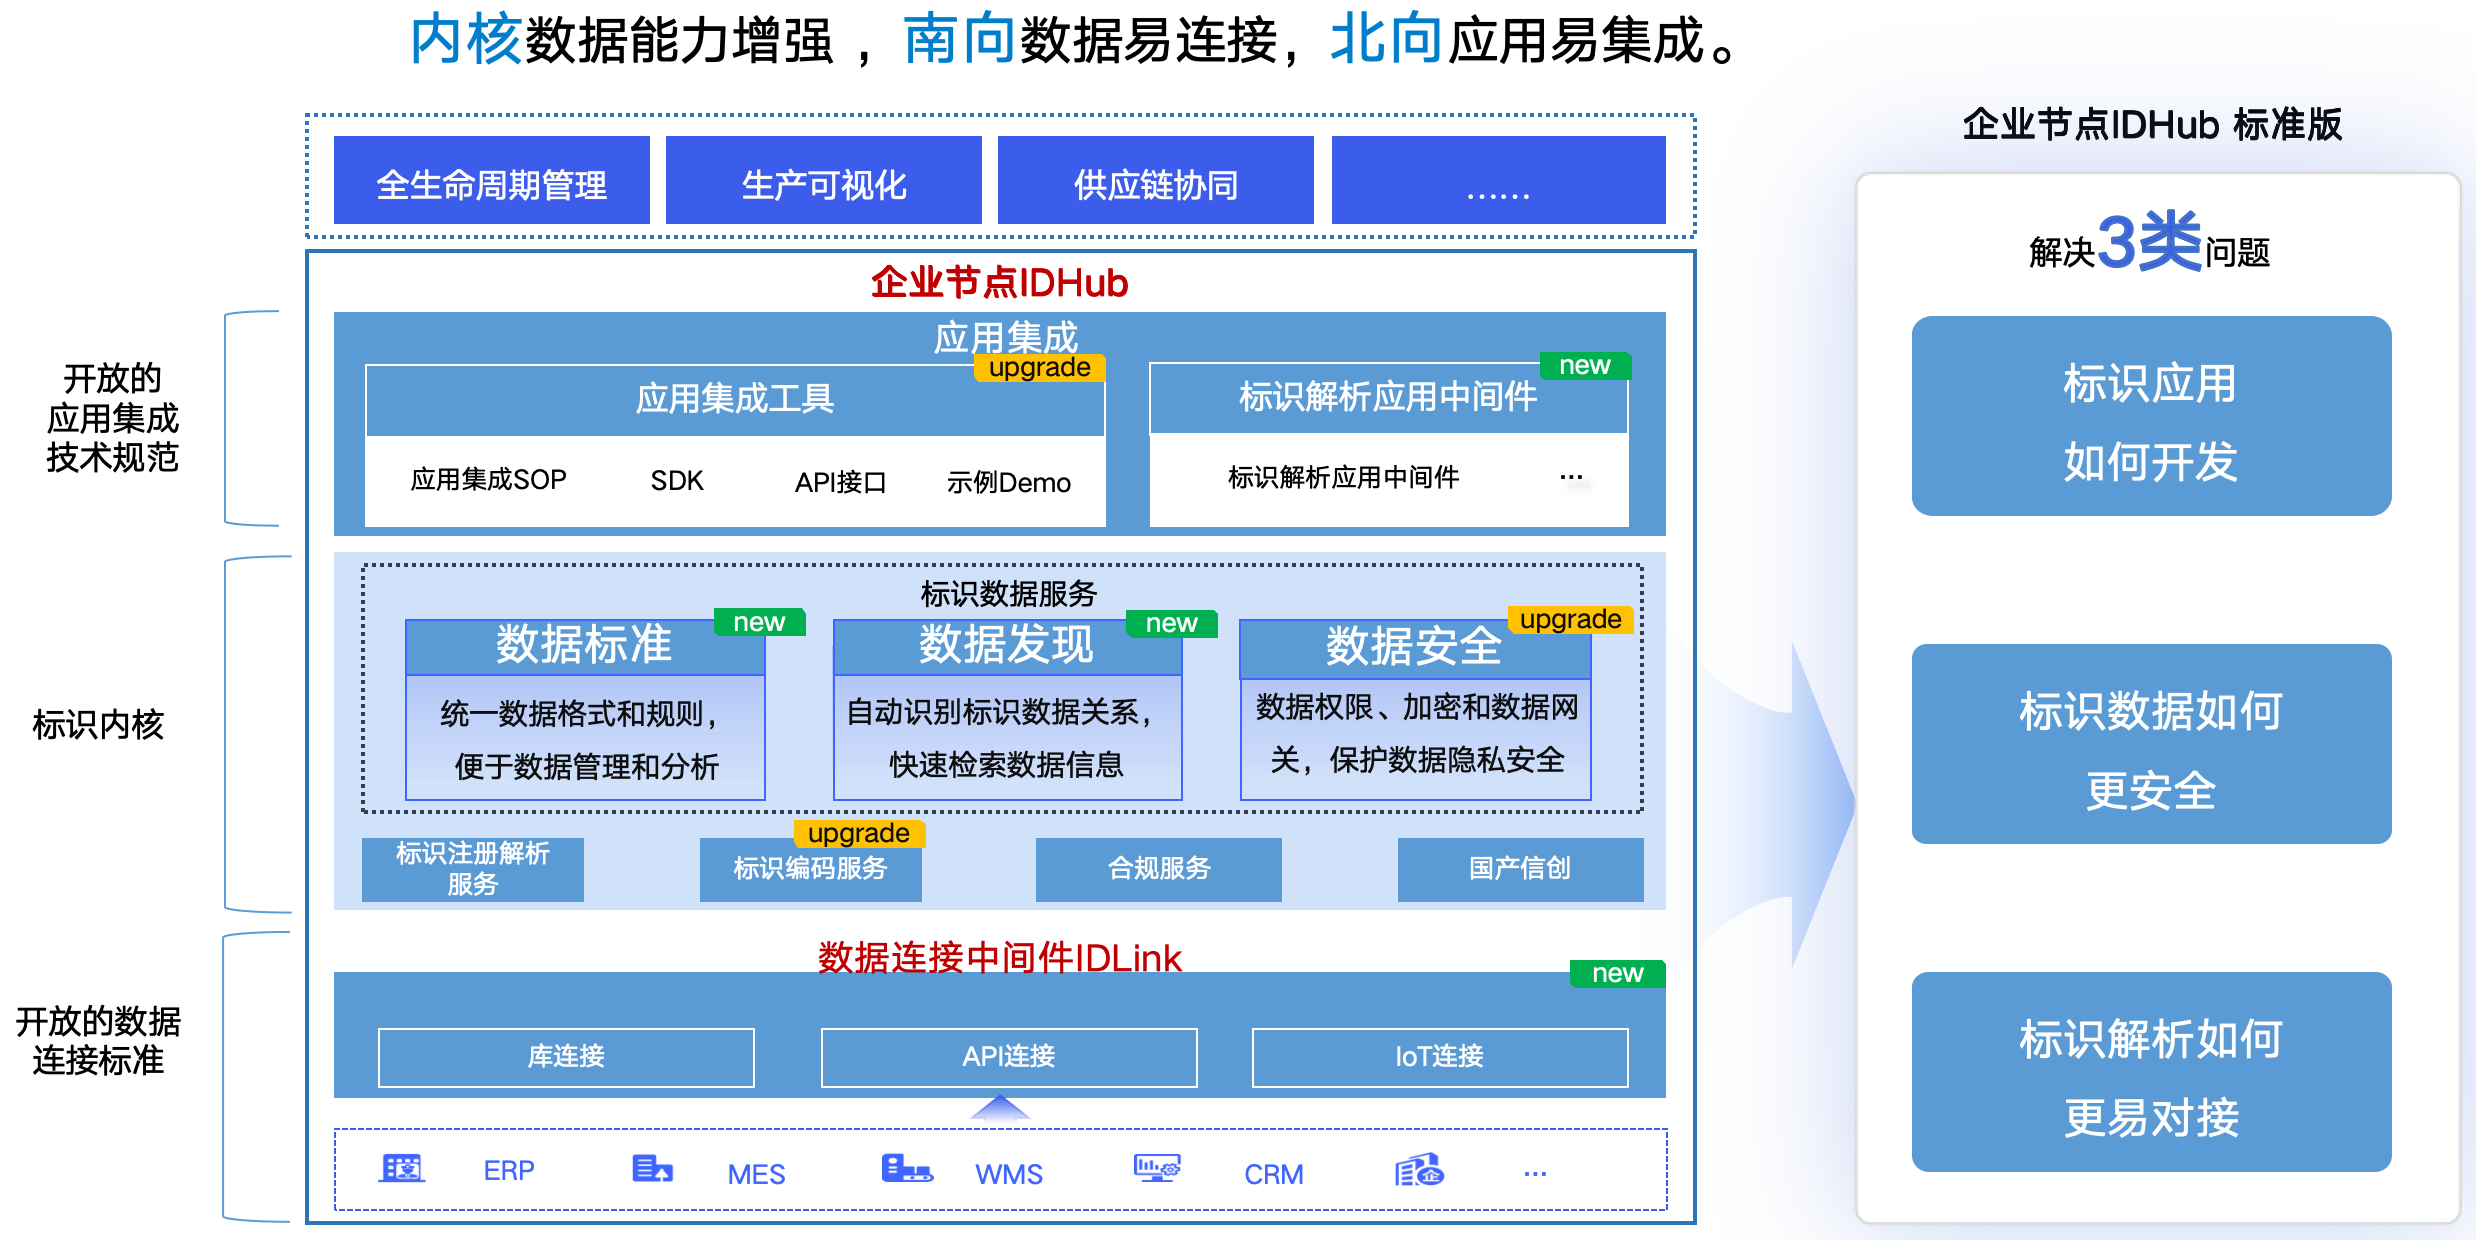 内核数据能力增强，南向数据易连接，北向应用易集成。
全生命周期管理
生产可视化
供应链协同
……
企业节点IDHub
开放的
应用集成
技术规范
应用集成
应用集成工具
upgrade
标识解析应用中间件
new
应用集成SOP
SDK
API接口
示例Demo
标识解析应用中间件
...
标识内核
标识数据服务
数据标准
new
统一数据格式和规则，
便于数据管理和分析
数据发现
new
自动识别标识数据关系，
快速检索数据信息
数据安全
upgrade
数据权限、加密和数据网
关，保护数据隐私安全
标识注册解析
服务
upgrade
标识编码服务
合规服务
国产信创
开放的数据
连接标准
数据连接中间件IDLink
new
库连接
API连接
IoT连接
ERP
MES
WMS
CRM
企
...
企业节点IDHub 标准版
解决3类问题
标识应用
如何开发
标识数据如何
更安全
标识解析如何
更易对接